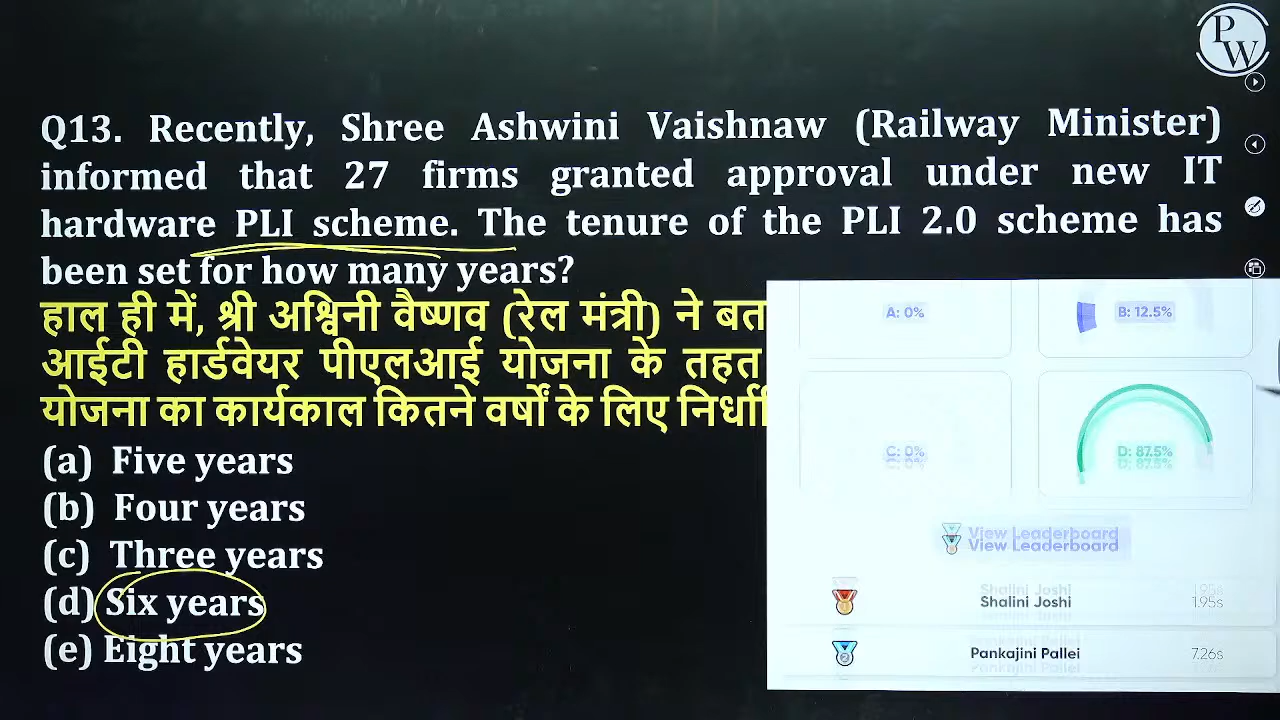 PW
Q13. Recently, Shree Ashwini Vaishnaw (Railway Minister)
informed that 27 firms granted approval under new IT
hardware PLI scheme. The tenure of the PLI 2.0 scheme has
been set for how many years?
हाल ही में, श्री अश्विनी वैष्णव (रेल मंत्री) ने
आईटी हार्डवेयर पीएलआई योजना के तहत
योजना का कार्यकाल कितने वर्षों के लिए
(a) Five years
(b) Four years
(c) Three years
(d) Six years
(e) Eight years
A: 0%
B: 12.5%
C: 0%
D: 87.5%
View Leaderboard
Shalini Joshi 1.95s
Pankajini Pallei 7.26s